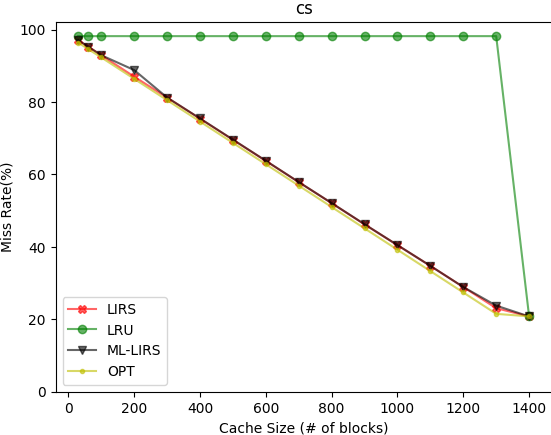 cs
Miss Rate(%)
100
80
60
40
20
0
LIRS
LRU
ML-LIRS
OPT
0 200 400 600 800 1000 1200 1400
Cache Size (# of blocks)